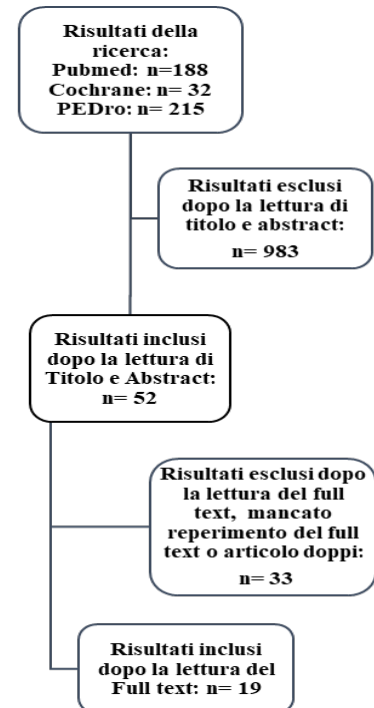 Risultati della
ricerca:
Pubmed: n=188
Cochrane: n= 32
PEDro: n= 215
Risultati esclusi
dopo la lettura di
titolo e abstract:
n= 983
Risultati inclusi
dopo la lettura di
Titolo e Abstract:
n= 52
Risultati esclusi dopo
la lettura del full
text, mancato
reperimento del full
text o articolo doppi:
n= 33
Risultati inclusi
dopo la lettura del
Full text: n= 19